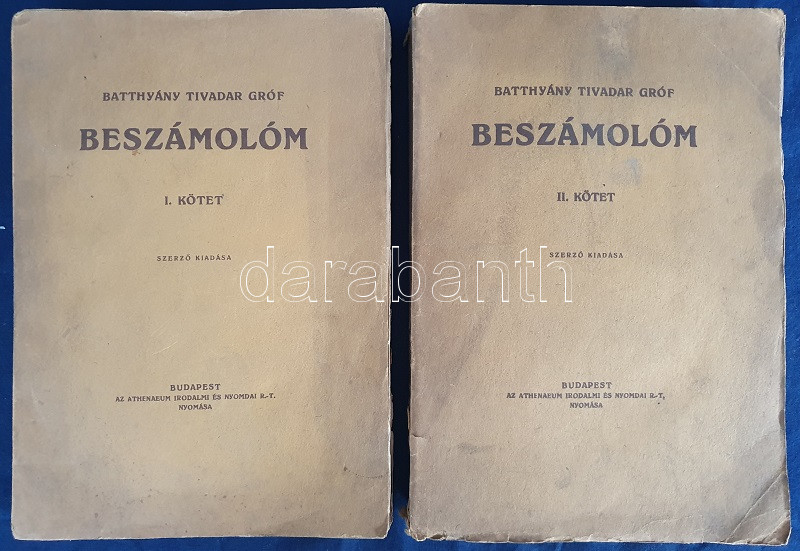 BATTHYÁNY TIVADAR GRÓF
BESZÁMOLÓM
I. KÖTET
SZERZŐ KIADÁSA
BUDAPEST
AZ ATHENAEUM IRODALMI ÉS NYOMDAI R.-T.
NYOMÁSA
BATTHYÁNY TIVADAR GRÓF
BESZÁMOLÓM
II. KÖTET
SZERZŐ KIADÁSA
BUDAPEST
AZ ATHENAEUM IRODALMI ÉS NYOMDAI R.-T.
NYOMÁSA
darabanth